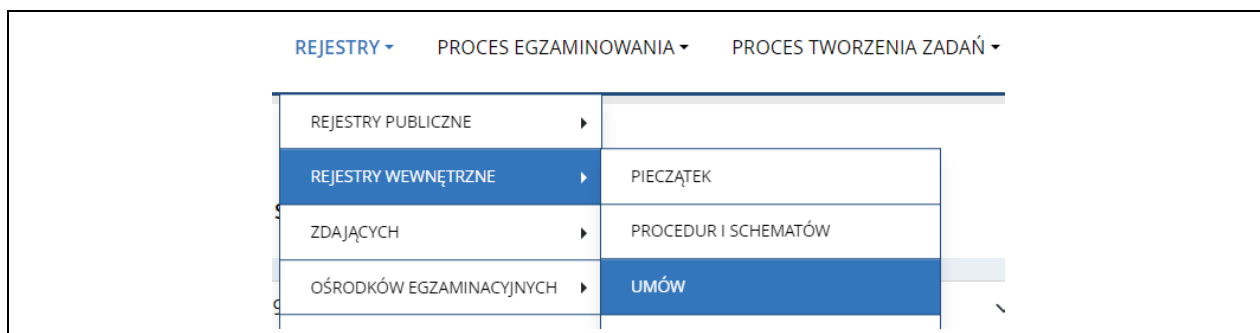 REJESTRY PROCES EGZAMINOWANIA PROCES TWORZENIA ZADAŃ
REJESTRY PUBLICZNE
REJESTRY WEWNĘTRZNE PIECZĄTEK
ZDAJĄCYCH PROCEDUR I SCHEMATÓW
OŚRODKÓW EGZAMINACYJNYCH UMÓW